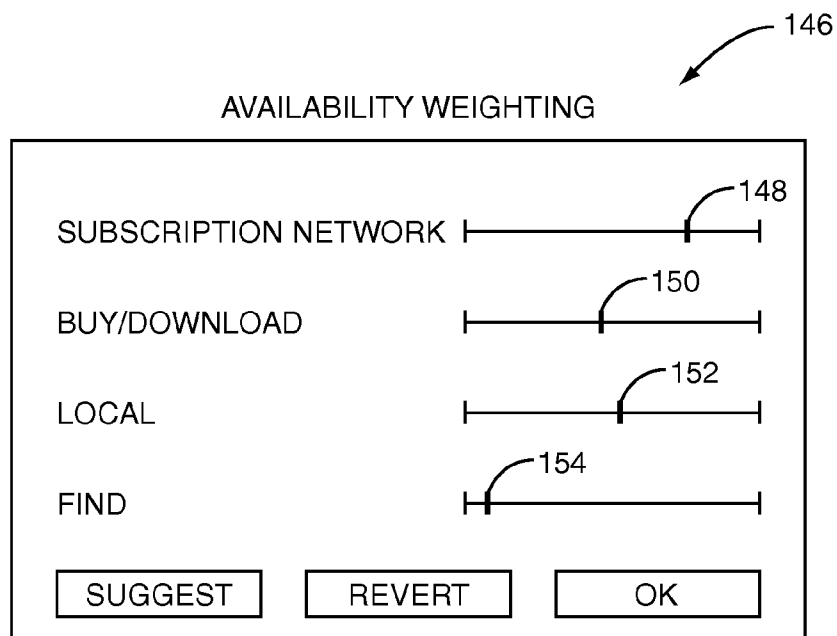 146
AVAILABILITY WEIGHTING
148
SUBSCRIPTION NETWORK
150
BUY/DOWNLOAD
152
LOCAL
154
FIND
SUGGEST REVERT OK